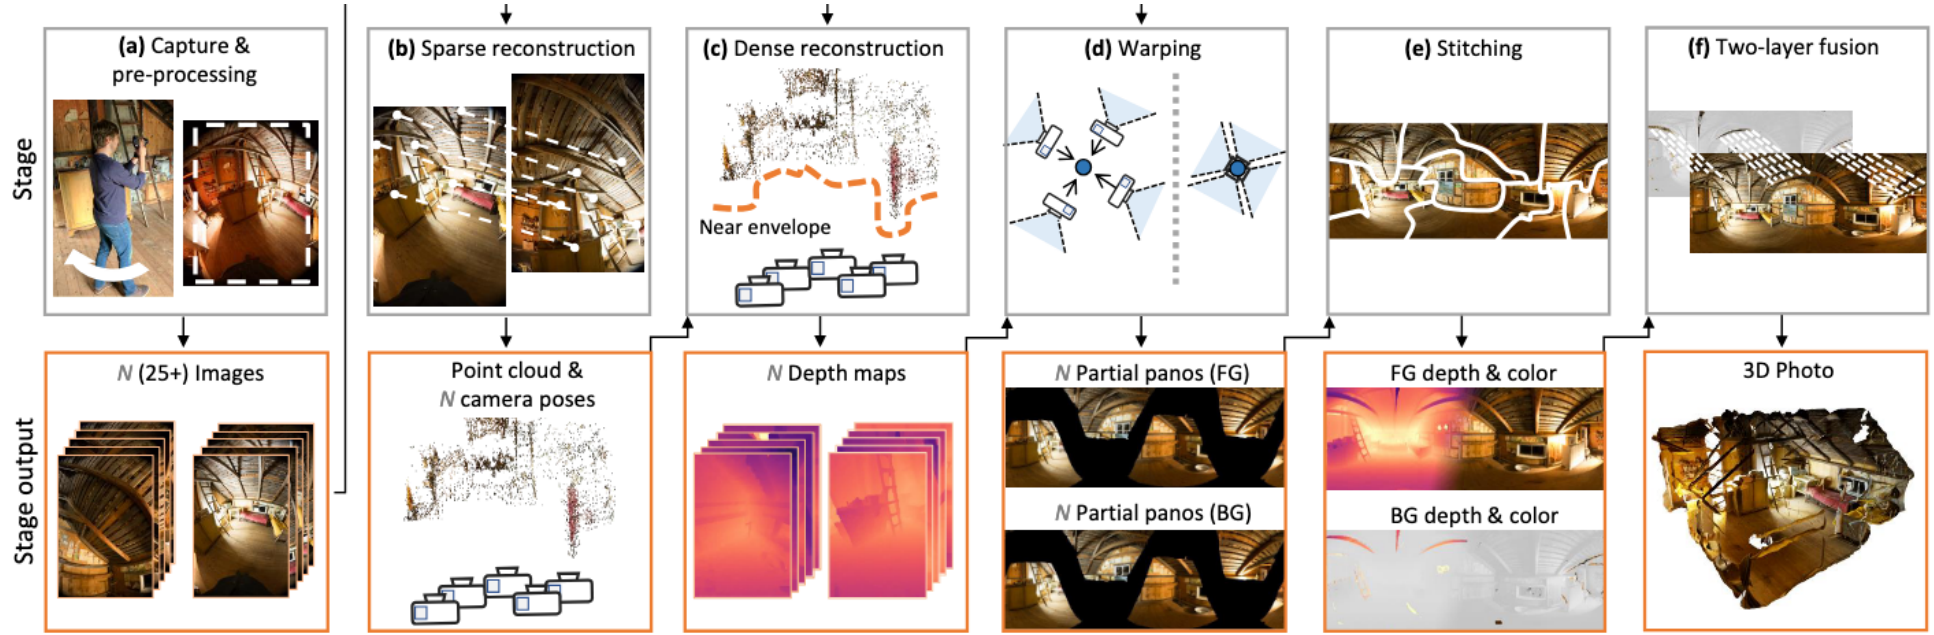 Stage
(a) Capture &
pre-processing
(b) Sparse reconstruction
(c) Dense reconstruction
Near envelope
(d) Warping
(e) Stitching
(f) Two-layer fusion
Stage output
N (25+) Images
Point cloud &
N camera poses
N Depth maps
N Partial panos (FG)
N Partial panos (BG)
FG depth & color
BG depth & color
3D Photo